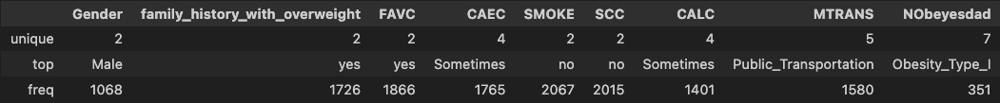 Gender family_history_with_overweight FAVC CAEC SMOKE SCC CALC MTRANS NObeyesdad
unique 2 2 2 4 2 2 4 5 7
top Male yes yes Sometimes no no Sometimes Public_Transportation Obesity_Type_I
freq 1068 1726 1866 1765 2067 2015 1401 1580 351